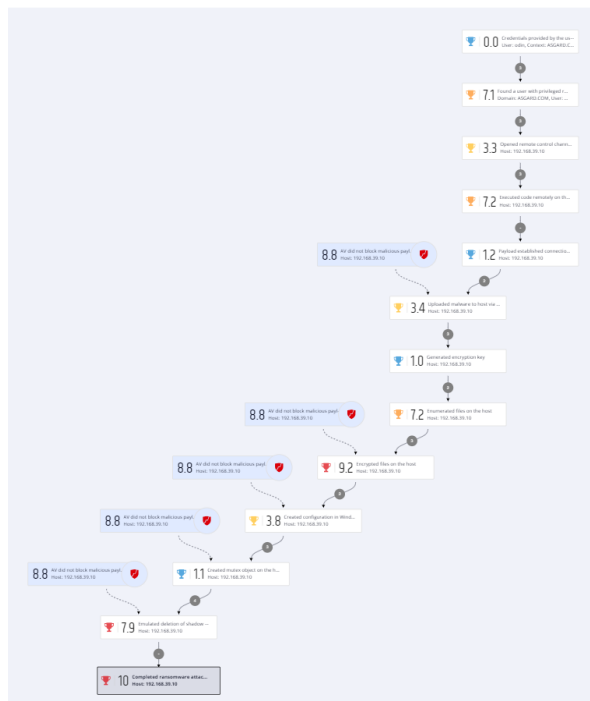 0.0 Credentials provided by the us...
User: udin, Context: ASGARD.C...
7.1 Found a user with privileged r...
Domain: ASGARD.COM, User: ...
3.3 Opened remote control chann...
Host: 192.168.39.10
7.2 Executed code remotely on th...
Host: 192.168.39.10
8.8 AV did not block malicious payl.
Host: 192.168.39.10
1.2 Payload established connectio...
Host: 192.168.39.10
3.4 Uploaded malware to host via ...
Host: 192.168.39.10
1.0 Generated encryption key
Host: 192.168.39.10
7.2 Enumerated files on the host
Host: 192.168.39.10
8.8 AV did not block malicious payl.
Host: 192.168.39.10
9.2 Encrypted files on the host
Host: 192.168.39.10
8.8 AV did not block malicious payl.
Host: 192.168.39.10
3.8 Created configuration in Wind...
Host: 192.168.39.10
8.8 AV did not block malicious payl.
Host: 192.168.39.10
1.1 Created mutex object on the h...
Host: 192.168.39.10
8.8 AV did not block malicious payl.
Host: 192.168.39.10
7.9 Emulated deletion of shadow ...
Host: 192.168.39.10
10 Completed ransomware attac...
Host: 192.168.39.10